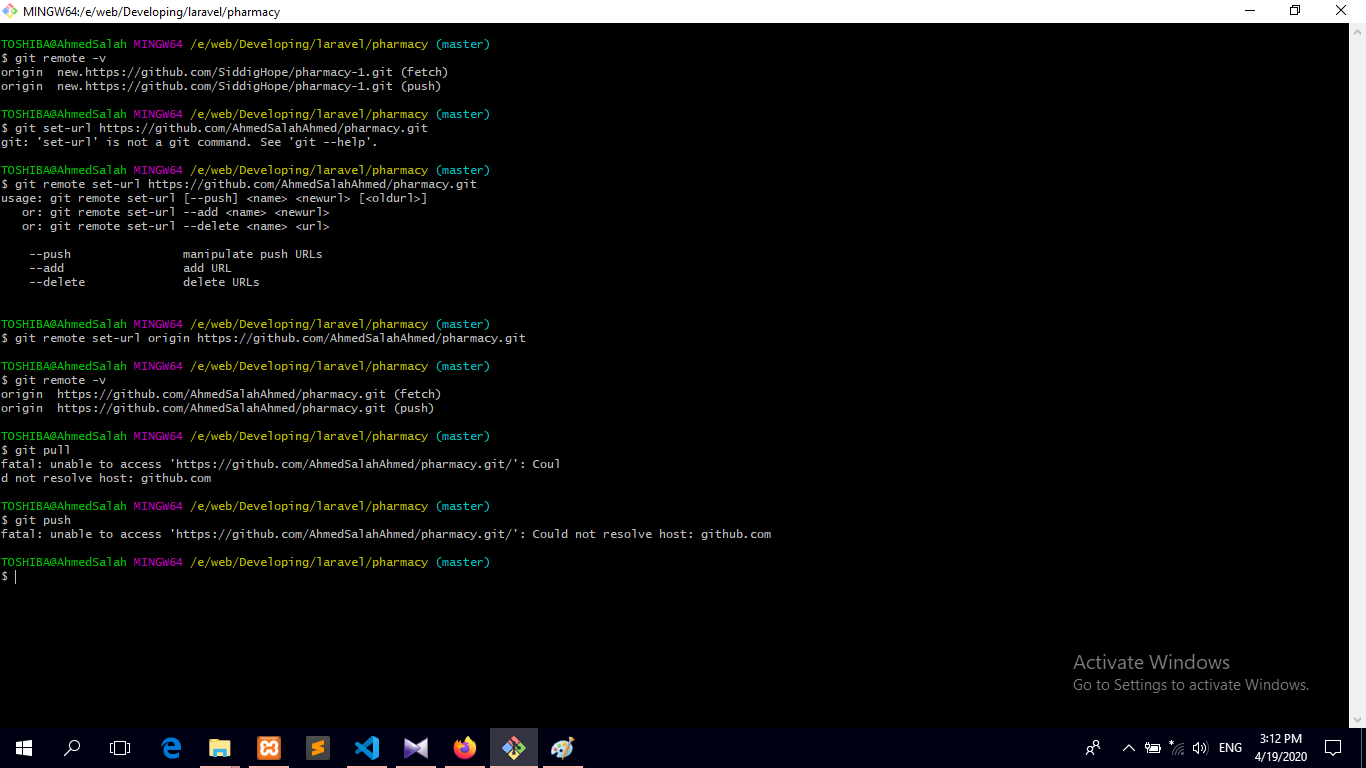 MINGW64:/e/web/Developing/laravel/pharmacy
TOSHIBA@AhmedSalah MINGW64 /e/web/Developing/laravel/pharmacy (master)
$ git remote -v
origin  new.https://github.com/SiddigHope/pharmacy-1.git (fetch)
origin  new.https://github.com/SiddigHope/pharmacy-1.git (push)
TOSHIBA@AhmedSalah MINGW64 /e/web/Developing/laravel/pharmacy (master)
$ git set-url https://github.com/AhmedSalahAhmed/pharmacy.git
git: 'set-url' is not a git command. See 'git --help'.
TOSHIBA@AhmedSalah MINGW64 /e/web/Developing/laravel/pharmacy (master)
$ git remote set-url https://github.com/AhmedSalahAhmed/pharmacy.git
usage: git remote set-url [--push] <name> <newurl> [<oldurl>]
   or: git remote set-url --add <name> <newurl>
   or: git remote set-url --delete <name> <url>
    --push                manipulate push URLs
    --add                 add URL
    --delete              delete URLs
TOSHIBA@AhmedSalah MINGW64 /e/web/Developing/laravel/pharmacy (master)
$ git remote set-url origin https://github.com/AhmedSalahAhmed/pharmacy.git
TOSHIBA@AhmedSalah MINGW64 /e/web/Developing/laravel/pharmacy (master)
$ git remote -v
origin  https://github.com/AhmedSalahAhmed/pharmacy.git (fetch)
origin  https://github.com/AhmedSalahAhmed/pharmacy.git (push)
TOSHIBA@AhmedSalah MINGW64 /e/web/Developing/laravel/pharmacy (master)
$ git pull
fatal: unable to access 'https://github.com/AhmedSalahAhmed/pharmacy.git/': Coul
d not resolve host: github.com
TOSHIBA@AhmedSalah MINGW64 /e/web/Developing/laravel/pharmacy (master)
$ git push
fatal: unable to access 'https://github.com/AhmedSalahAhmed/pharmacy.git/': Could not resolve host: github.com
TOSHIBA@AhmedSalah MINGW64 /e/web/Developing/laravel/pharmacy (master)
$
Activate Windows
Go to Settings to activate Windows.
ENG
3:12 PM
4/19/2020